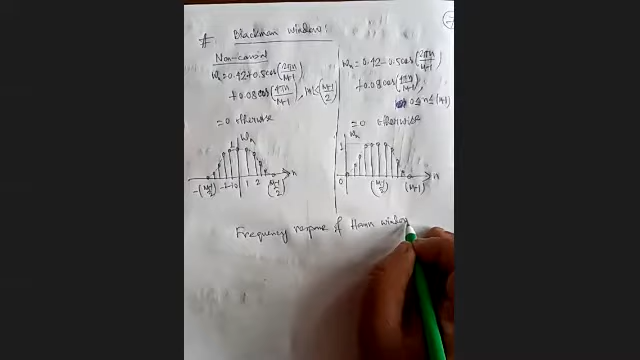 # Blackman window:
Non-causal
Wn = 0.42 + 0.5 cos(2πn/M-1)
+ 0.08 cos(4πn/M-1), |n| < (M-1/2)
= 0 otherwise
Wn
1
-(M-1/2) -1 0 1 2 (M-1/2) n
Wn = 0.42 - 0.5 cos(2πn/M-1)
+ 0.08 cos(4πn/M-1),
0 ≤ n ≤ (M-1)
= 0 otherwise
Wn
1
0 (M-1/2) (M-1) n
Frequency response of Hann window